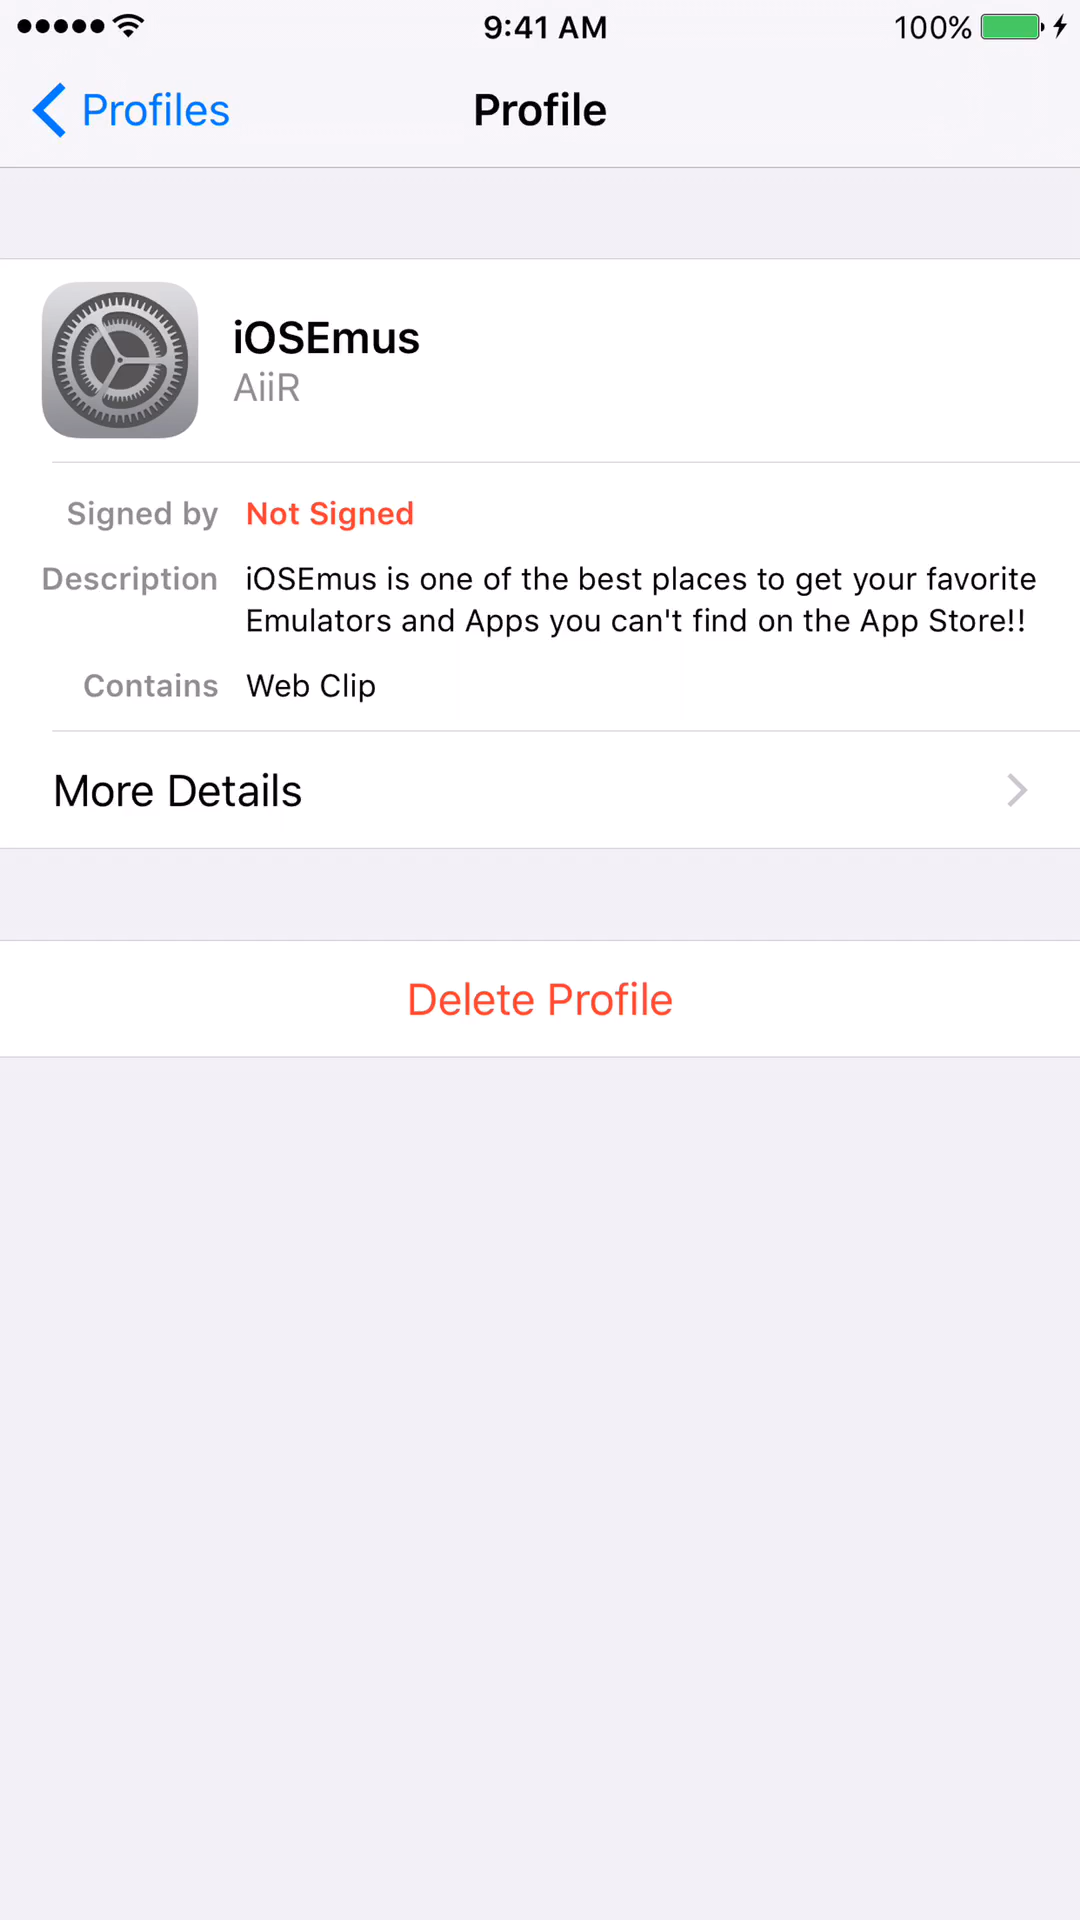 9:41 AM
100%
Profiles
Profile
iOSEmus
AiiR
Signed by Not Signed
Description iOSEmus is one of the best places to get your favorite
Emulators and Apps you can't find on the App Store!!
Contains Web Clip
More Details
Delete Profile